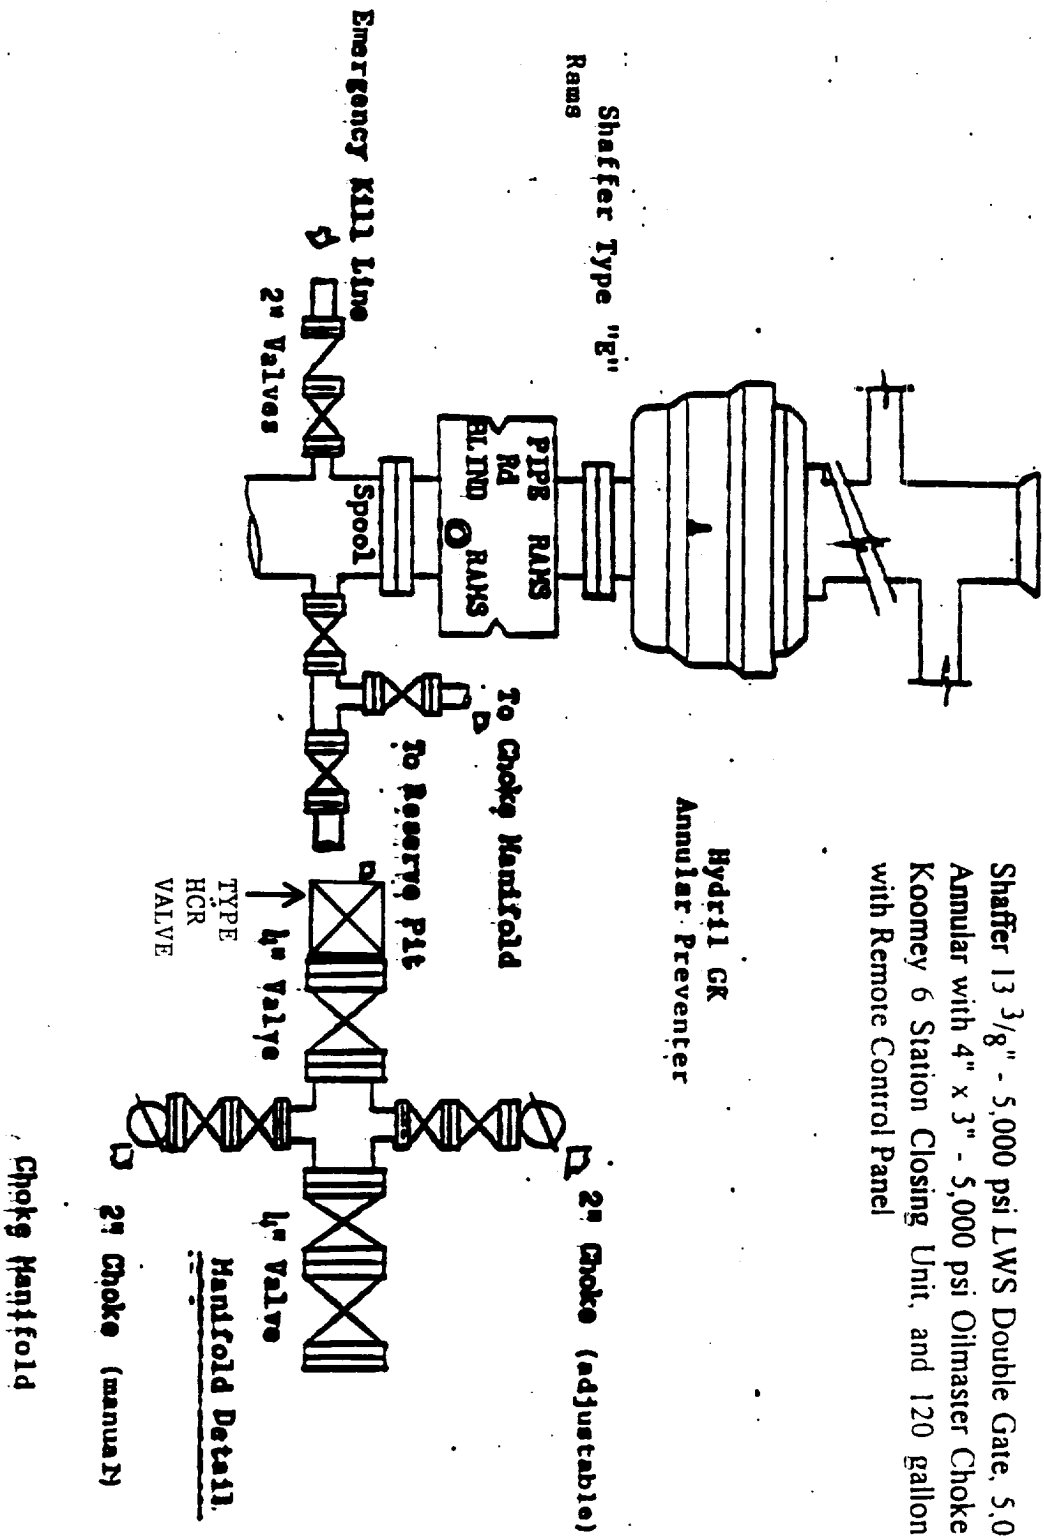 Shaffer 13 3/8" - 5,000 psi LWS Double Gate, 5,0
Annular with 4" x 3" - 5,000 psi Oilmaster Choke
Koomey 6 Station Closing Unit, and 120 gallon
with Remote Control Panel
Hydril GK
Annular Preventer
Shaffer Type "E"
Rams
PIPE RAMS
Rd
BLIND RAMS
Spool
Emergency Kill Line
2" Valves
To Choke Manifold
To Reserve Pit
TYPE
HCR
VALVE
4" Valve
2" Choke (adjustable)
4" Valve
Manifold Detail
2" Choke (manual)
Choke Manifold